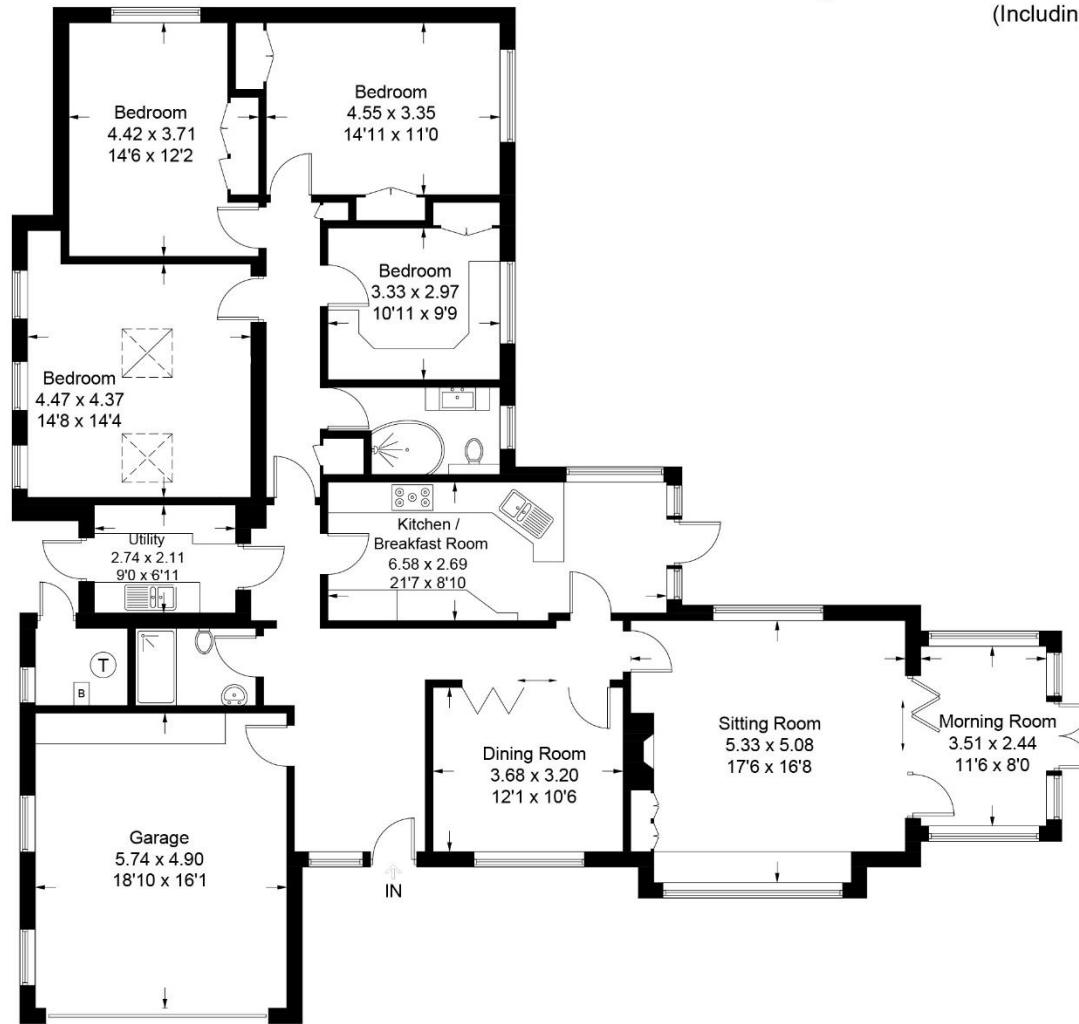 (Includin
Bedroom
4.42 x 3.71
14'6 x 12'2
Bedroom
4.55 x 3.35
14'11 x 11'0
Bedroom
3.33 x 2.97
10'11 x 9'9
Bedroom
4.47 x 4.37
14'8 x 14'4
Kitchen /
Breakfast Room
6.58 x 2.69
21'7 x 8'10
Utility
2.74 x 2.11
9'0 x 6'11
T
B
Sitting Room
5.33 x 5.08
17'6 x 16'8
Morning Room
3.51 x 2.44
11'6 x 8'0
Dining Room
3.68 x 3.20
12'1 x 10'6
Garage
5.74 x 4.90
18'10 x 16'1
IN